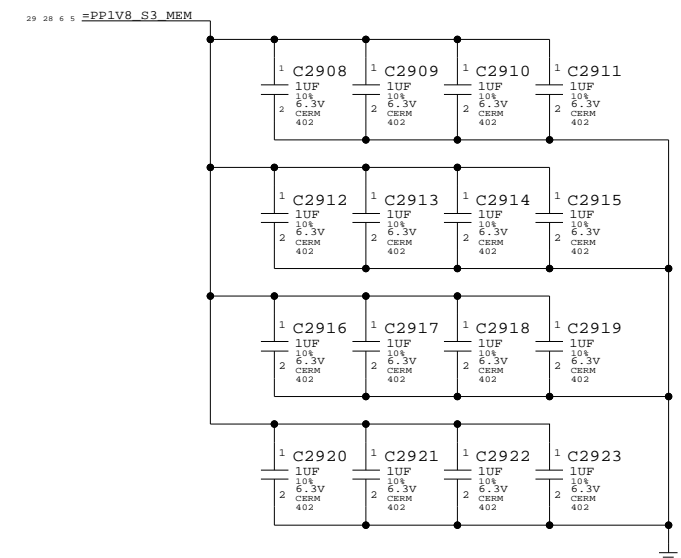 29 28 6 5 =PP1V8_S3_MEM
1 C2908 1 C2909 1 C2910 1 C2911
1UF 1UF 1UF 1UF
10% 10% 10% 10%
2 6.3V 2 6.3V 2 6.3V 2 6.3V
CERM CERM CERM CERM
402 402 402 402
1 C2912 1 C2913 1 C2914 1 C2915
1UF 1UF 1UF 1UF
10% 10% 10% 10%
2 6.3V 2 6.3V 2 6.3V 2 6.3V
CERM CERM CERM CERM
402 402 402 402
1 C2916 1 C2917 1 C2918 1 C2919
1UF 1UF 1UF 1UF
10% 10% 10% 10%
2 6.3V 2 6.3V 2 6.3V 2 6.3V
CERM CERM CERM CERM
402 402 402 402
1 C2920 1 C2921 1 C2922 1 C2923
1UF 1UF 1UF 1UF
10% 10% 10% 10%
2 6.3V 2 6.3V 2 6.3V 2 6.3V
CERM CERM CERM CERM
402 402 402 402